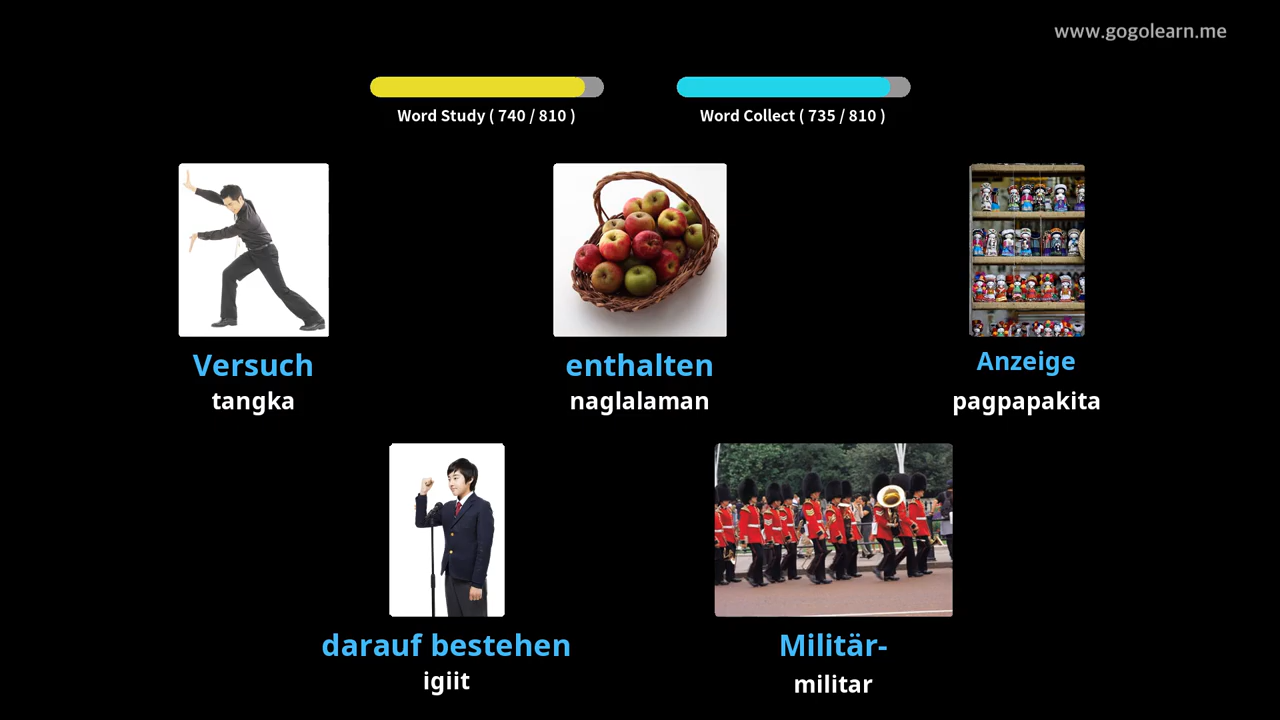 www.gogolearn.me
Word Study ( 740 / 810 )
Word Collect ( 735 / 810 )
Versuch
tangka
enthalten
naglalaman
Anzeige
pagpapakita
darauf bestehen
igiit
Militär-
militar